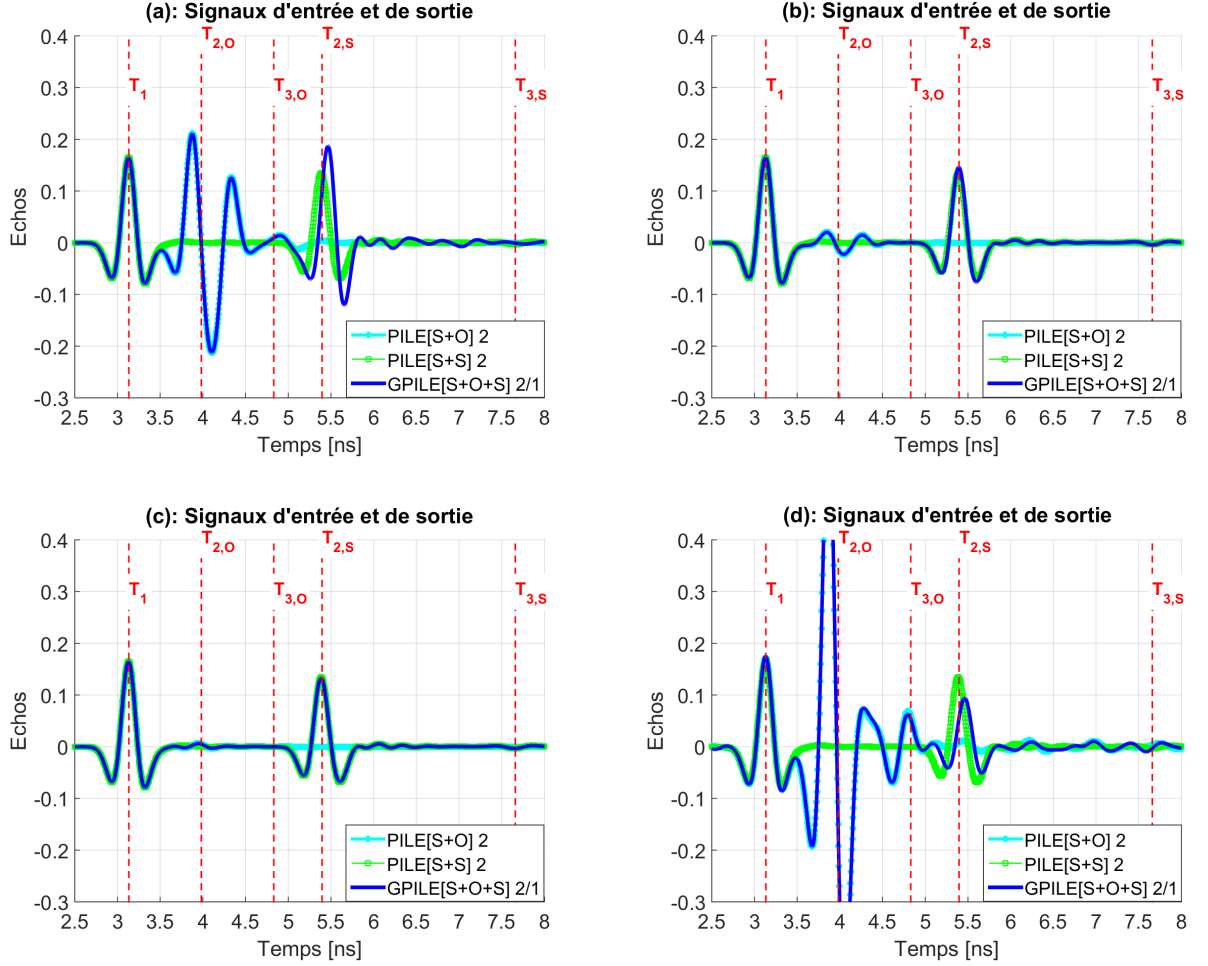 (a): Signaux d'entrée et de sortie
0.4
0.3
0.2
0.1
0
-0.1
-0.2
-0.3
Echos
T1
T2,O
T3,O
T2,S
T3,S
PILE[S+O] 2
PILE[S+S] 2
GPILE[S+O+S] 2/1
2.5 3 3.5 4 4.5 5 5.5 6 6.5 7 7.5 8
Temps [ns]
(b): Signaux d'entrée et de sortie
0.4
0.3
0.2
0.1
0
-0.1
-0.2
-0.3
Echos
T1
T2,O
T3,O
T2,S
T3,S
PILE[S+O] 2
PILE[S+S] 2
GPILE[S+O+S] 2/1
2.5 3 3.5 4 4.5 5 5.5 6 6.5 7 7.5 8
Temps [ns]
(c): Signaux d'entrée et de sortie
0.4
0.3
0.2
0.1
0
-0.1
-0.2
-0.3
Echos
T1
T2,O
T3,O
T2,S
T3,S
PILE[S+O] 2
PILE[S+S] 2
GPILE[S+O+S] 2/1
2.5 3 3.5 4 4.5 5 5.5 6 6.5 7 7.5 8
Temps [ns]
(d): Signaux d'entrée et de sortie
0.4
0.3
0.2
0.1
0
-0.1
-0.2
-0.3
Echos
T1
T2,O
T3,O
T2,S
T3,S
PILE[S+O] 2
PILE[S+S] 2
GPILE[S+O+S] 2/1
2.5 3 3.5 4 4.5 5 5.5 6 6.5 7 7.5 8
Temps [ns]